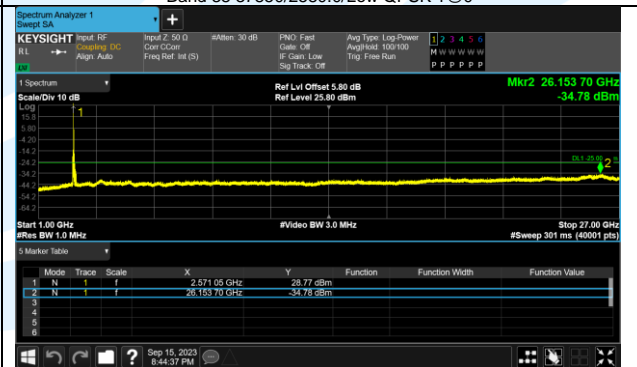 Spectrum Analyzer 1
Swept SA
+
KEYSIGHT Input: RF Input Z: 50 Ω #Atten: 30 dB PNO: Fast Avg Type: Log-Power 1 2 3 4 5 6
RL Coupling: DC Corr CCorr Gate: Off Avg|Hold: 100/100 M W W W W W
Align: Auto Freq Ref: Int (S) IF Gain: Low Trig: Free Run P P P P P P
Sig Track: Off
1 Spectrum
Mkr2 26.153 70 GHz
Ref Lvl Offset 5.80 dB
Scale/Div 10 dB Ref Level 25.80 dBm -34.78 dBm
Log
15.8 1
5.80
-4.20
-14.2
-24.2 DL1 -25.00
2
-34.2
-44.2
-54.2
-64.2
Start 1.00 GHz #Video BW 3.0 MHz Stop 27.00 GHz
#Res BW 1.0 MHz #Sweep 301 ms (40001 pts)
5 Marker Table
Mode Trace Scale X Y Function Function Width Function Value
1 N 1 f 2.571 05 GHz 28.77 dBm
2 N 1 f 26.153 70 GHz -34.78 dBm
3
4
5
6
? Sep 15, 2023
8:44:37 PM